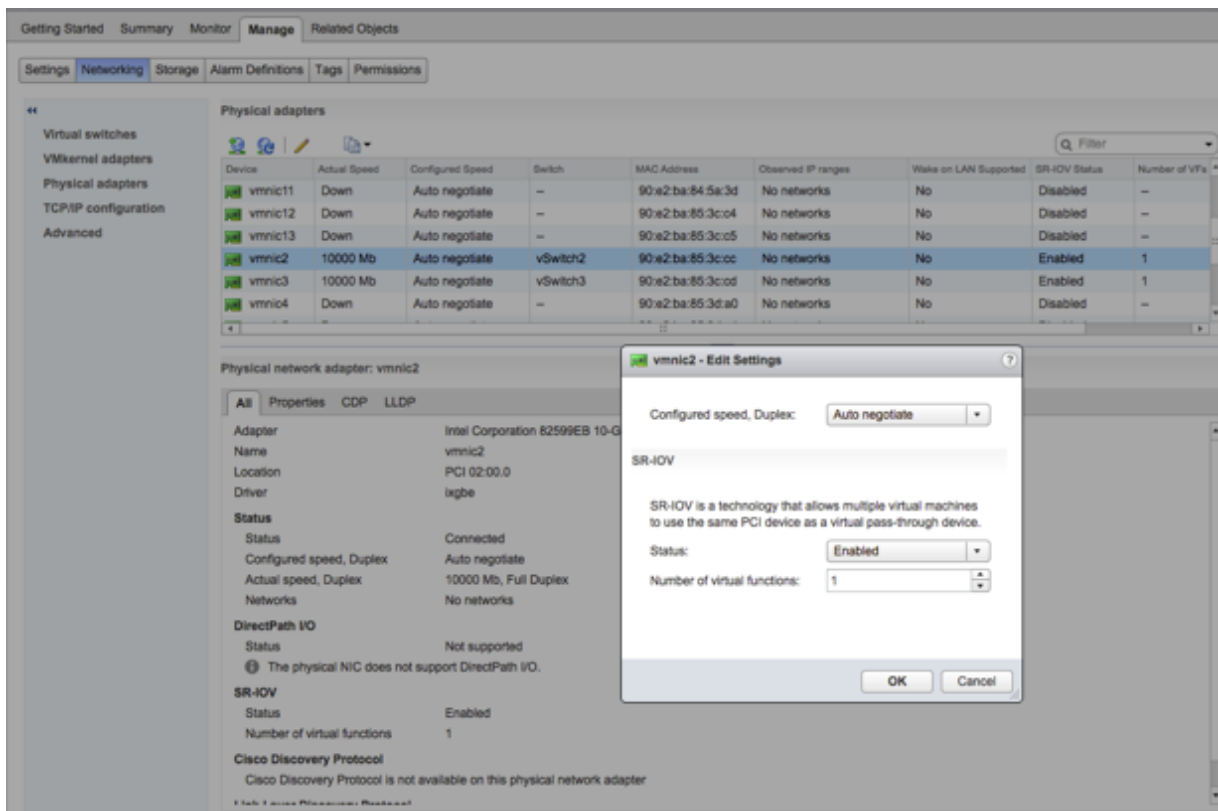 Getting Started Summary Monitor Manage Related Objects
Settings Networking Storage Alarm Definitions Tags Permissions
Physical adapters
Virtual switches
VMkernel adapters
Physical adapters
TCP/IP configuration
Advanced
Filter
Device Actual Speed Configured Speed Switch MAC Address Observed IP ranges Wake on LAN Supported SR-IOV Status Number of VFs
vmnic11 Down Auto negotiate -- 90:e2:ba:84:5a:3d No networks No Disabled --
vmnic12 Down Auto negotiate -- 90:e2:ba:85:3c:c4 No networks No Disabled --
vmnic13 Down Auto negotiate -- 90:e2:ba:85:3c:c5 No networks No Disabled --
vmnic2 10000 Mb Auto negotiate vSwitch2 90:e2:ba:85:3c:cc No networks No Enabled 1
vmnic3 10000 Mb Auto negotiate vSwitch3 90:e2:ba:85:3c:cd No networks No Enabled 1
vmnic4 Down Auto negotiate -- 90:e2:ba:85:3d:a0 No networks No Disabled --
Physical network adapter: vmnic2
All Properties CDP LLDP
Adapter Intel Corporation 82599EB 10-G
Name vmnic2
Location PCI 02:00.0
Driver ixgbe
Status
Status Connected
Configured speed, Duplex Auto negotiate
Actual speed, Duplex 10000 Mb, Full Duplex
Networks No networks
DirectPath I/O
Status Not supported
The physical NIC does not support DirectPath I/O.
SR-IOV
Status Enabled
Number of virtual functions 1
Cisco Discovery Protocol
Cisco Discovery Protocol is not available on this physical network adapter
vmnic2 - Edit Settings ?
Configured speed, Duplex: Auto negotiate
SR-IOV
SR-IOV is a technology that allows multiple virtual machines
to use the same PCI device as a virtual pass-through device.
Status: Enabled
Number of virtual functions: 1
OK Cancel